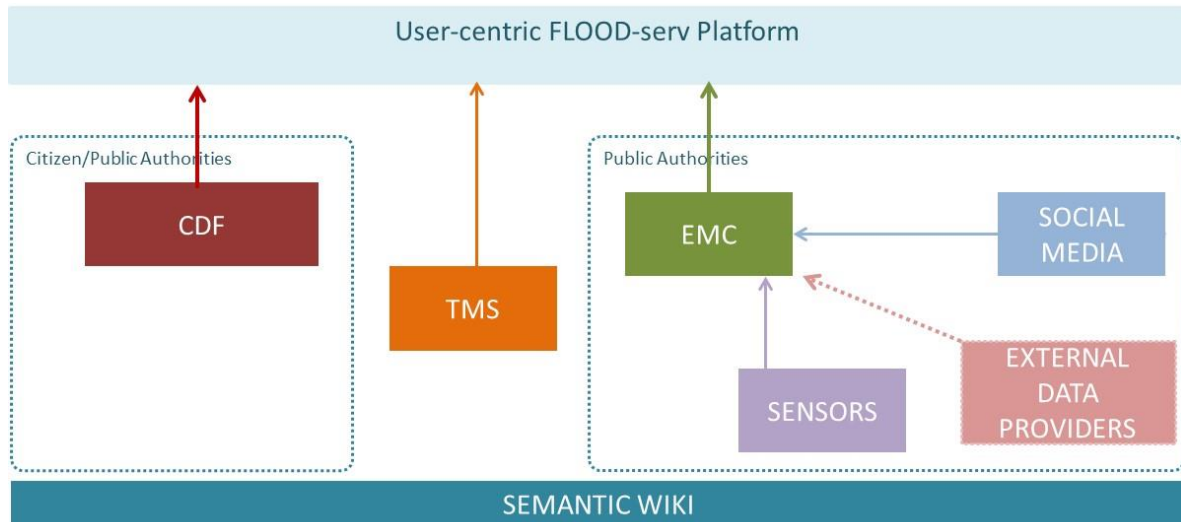 User-centric FLOOD-serv Platform
Citizen/Public Authorities
Public Authorities
CDF
EMC
SOCIAL
MEDIA
TMS
SENSORS
EXTERNAL
DATA
PROVIDERS
SEMANTIC WIKI